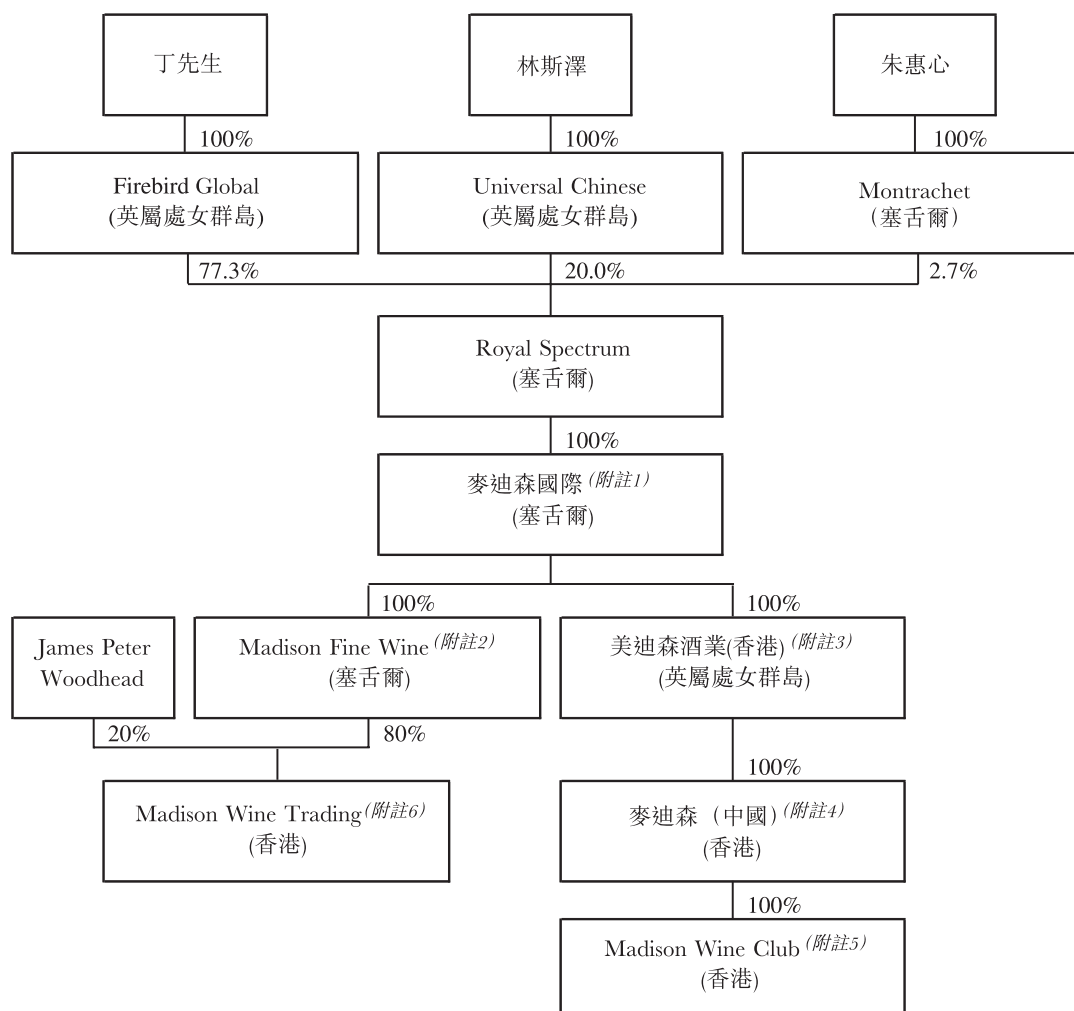 丁先生
林斯澤
朱惠心
100%
100%
100%
Firebird Global
(英屬處女群島)
Universal Chinese
(英屬處女群島)
Montrachet
（塞舌爾）
77.3%
20.0%
2.7%
Royal Spectrum
(塞舌爾)
100%
麥迪森國際(附註1)
(塞舌爾)
100%
100%
James Peter
Woodhead
Madison Fine Wine(附註2)
(塞舌爾)
美迪森酒業(香港)(附註3)
(英屬處女群島)
20%
80%
100%
Madison Wine Trading(附註6)
(香港)
麥迪森（中國）(附註4)
(香港)
100%
Madison Wine Club(附註5)
(香港)